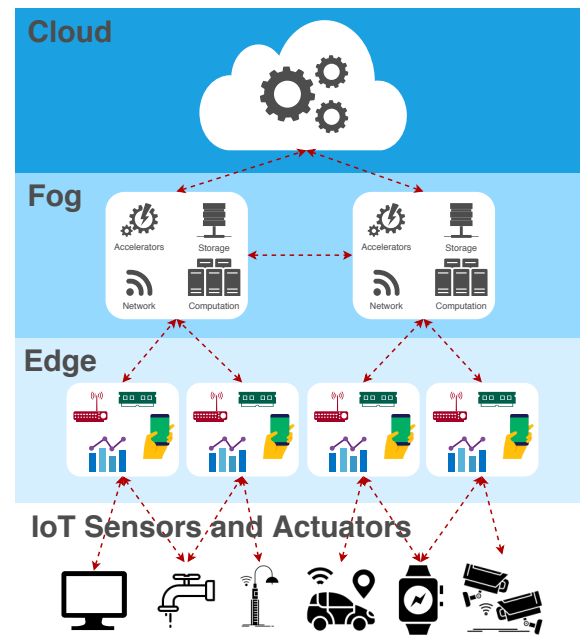 Cloud
Fog
Accelerators Storage Accelerators Storage
Network Computation Network Computation
Edge
IoT Sensors and Actuators